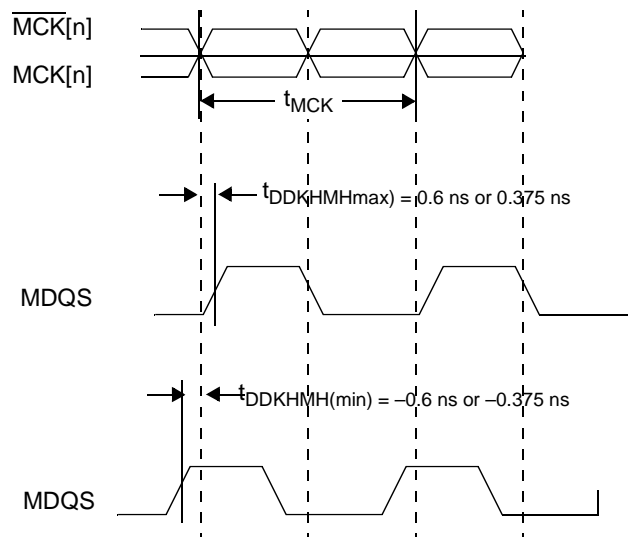 MCK[n]
MCK[n]
tMCK
tDDKHMHmax) = 0.6 ns or 0.375 ns
MDQS
tDDKHMH(min) = –0.6 ns or –0.375 ns
MDQS